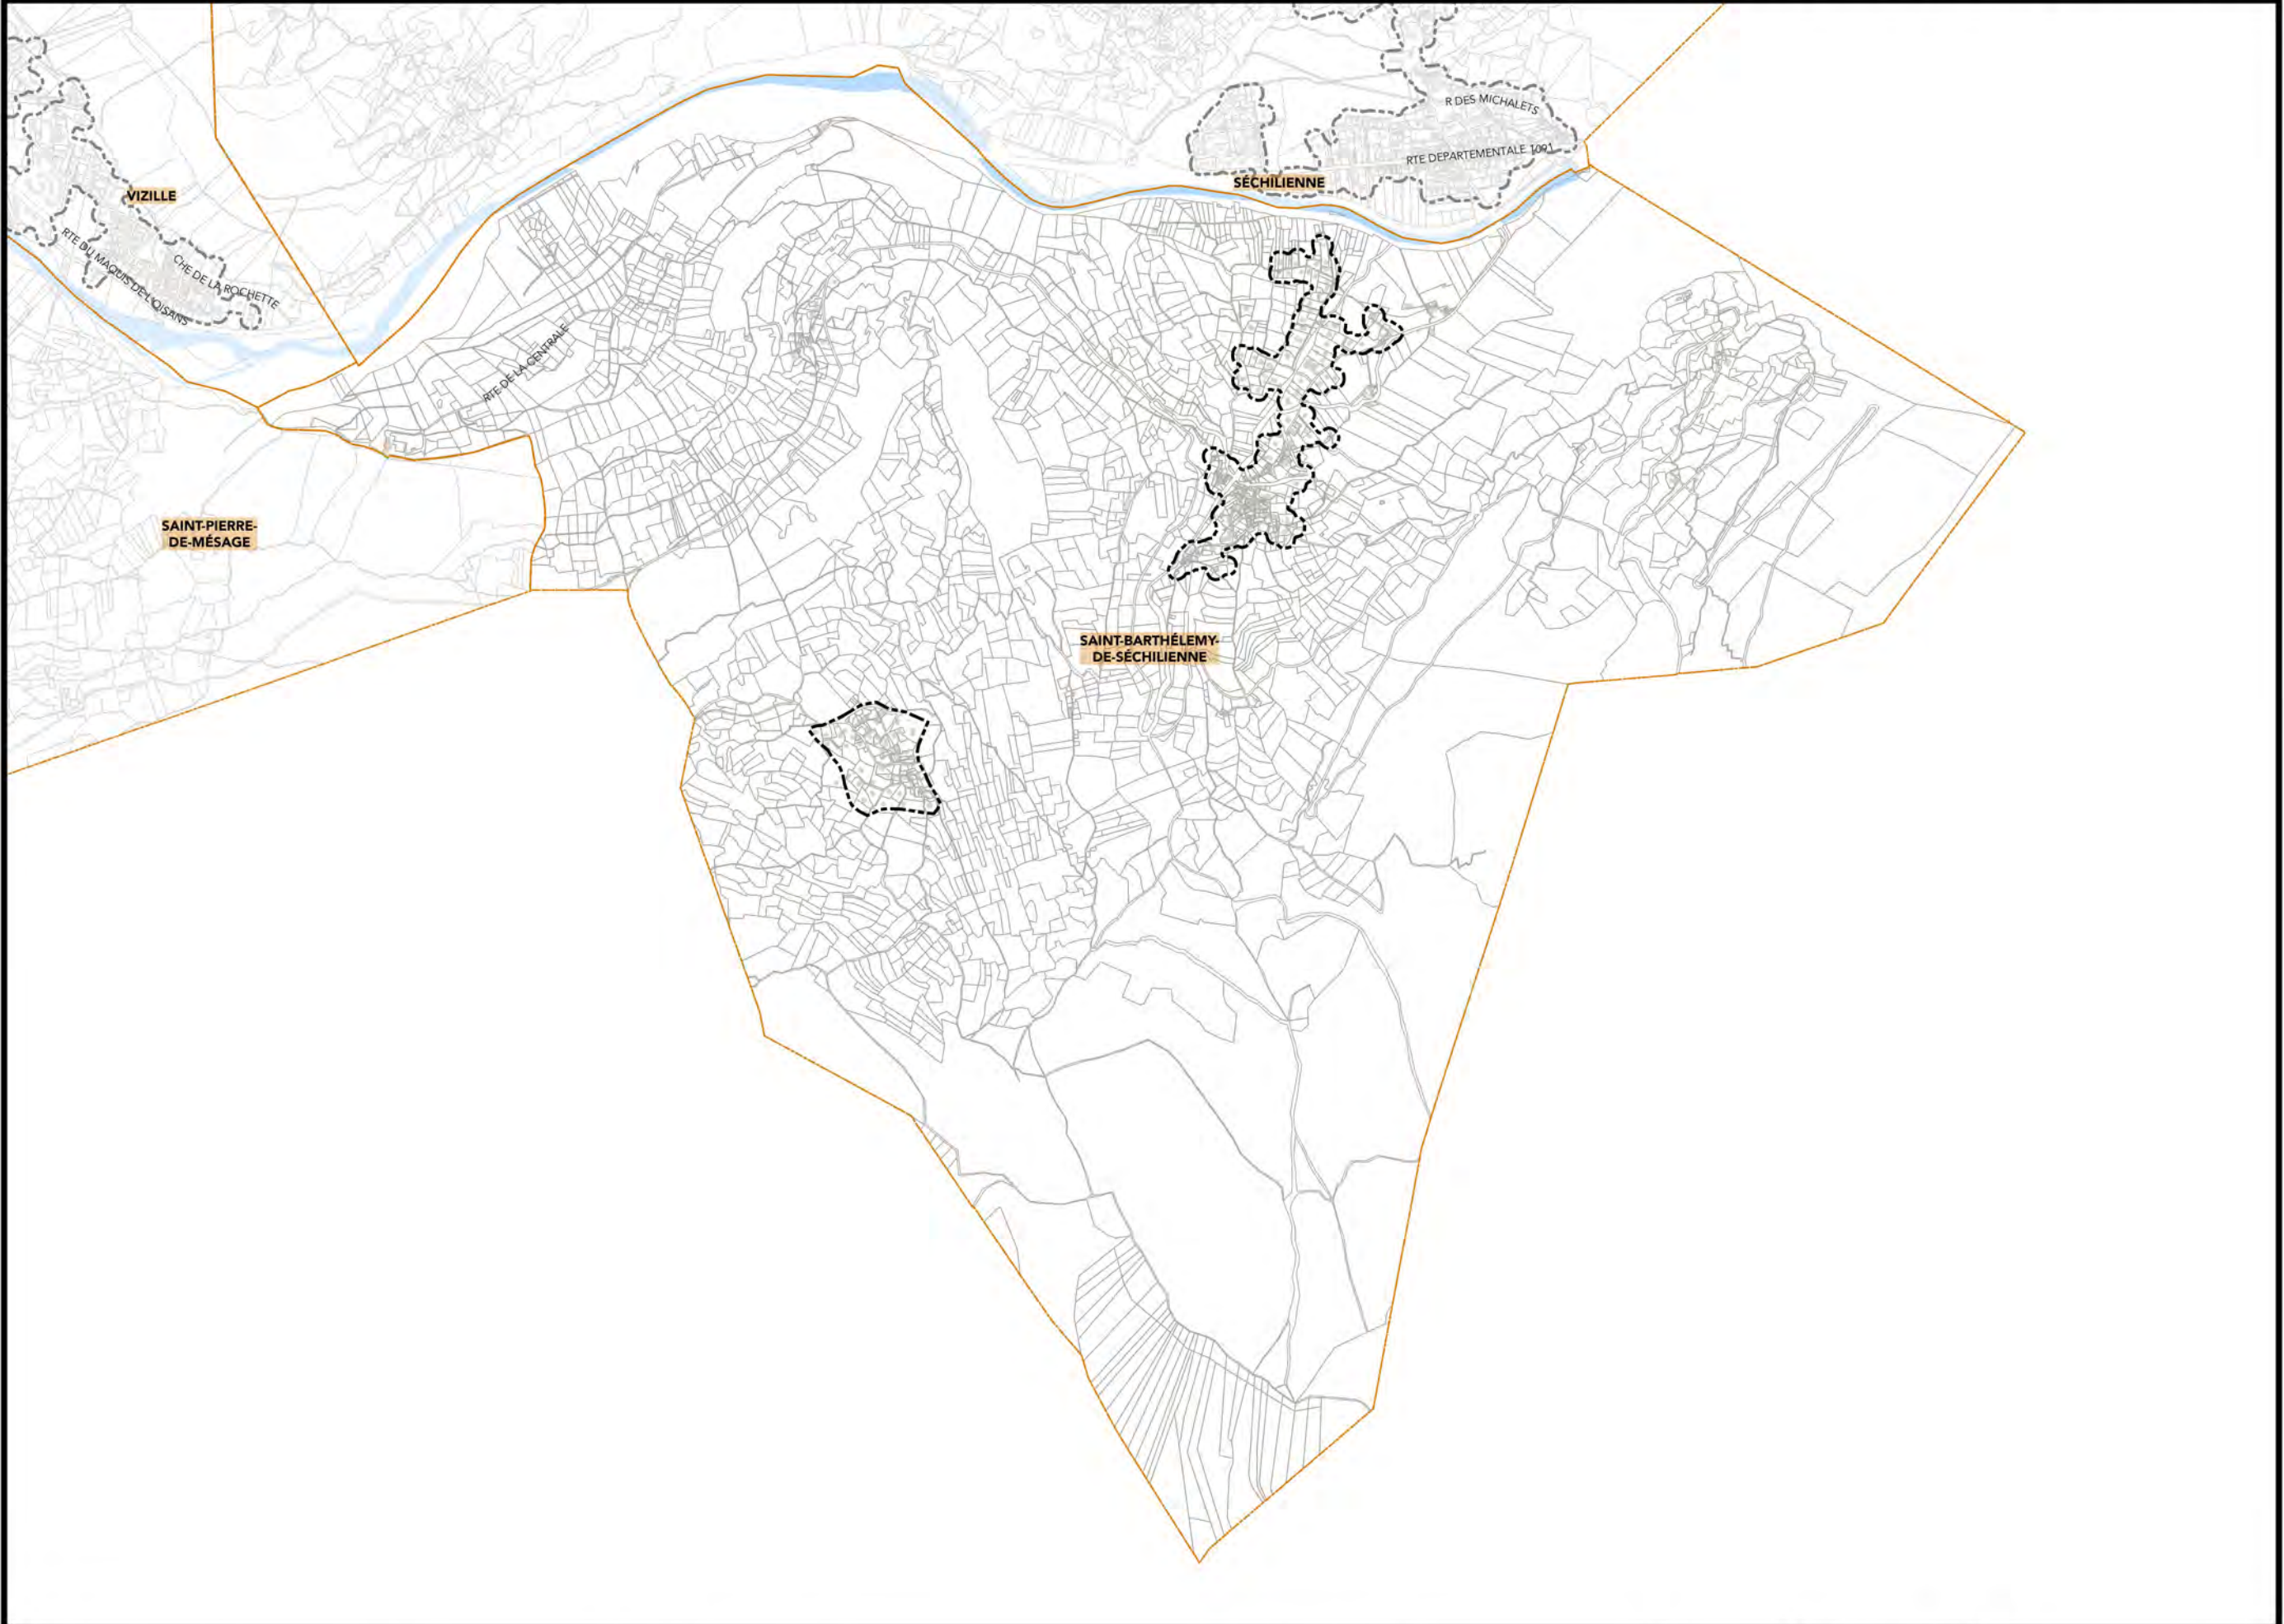 R DES MICHALETS
RTE DEPARTEMENTALE 1091
SÉCHILIENNE
VIZILLE
RTE DU MAQUIS DE L'OISANS
CHE DE LA ROCHETTE
RTE DE LA CENTRALE
SAINT-PIERRE-
DE-MÉSAGE
SAINT-BARTHÉLEMY-
DE-SÉCHILIENNE